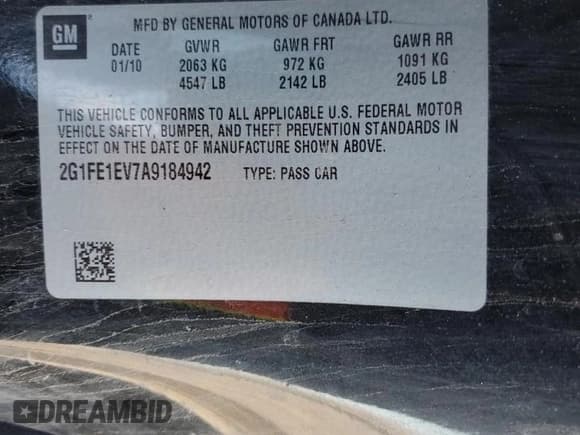 GM
MFD BY GENERAL MOTORS OF CANADA LTD.
DATE GVWR GAWR FRT GAWR RR
01/10 2063 KG 972 KG 1091 KG
4547 LB 2142 LB 2405 LB
THIS VEHICLE CONFORMS TO ALL APPLICABLE U.S. FEDERAL MOTOR
VEHICLE SAFETY, BUMPER, AND THEFT PREVENTION STANDARDS IN
EFFECT ON THE DATE OF MANUFACTURE SHOWN ABOVE.
2G1FE1EV7A9184942 TYPE: PASS CAR
DREAMBID